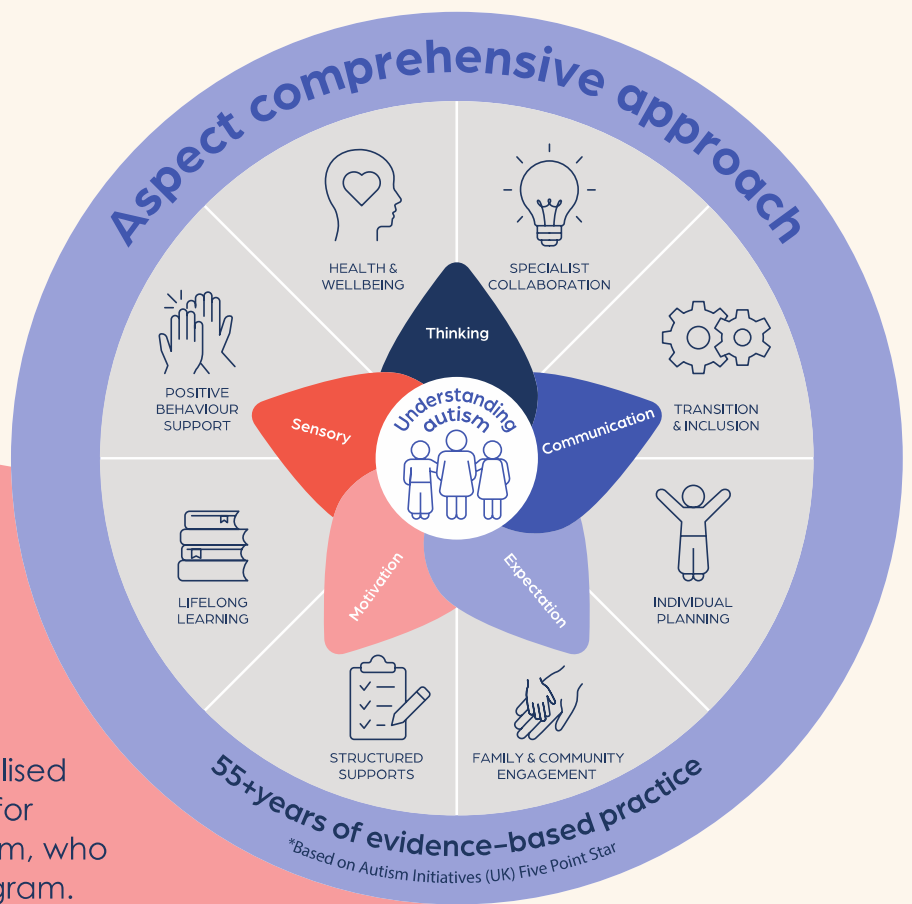 Aspect comprehensive approach
HEALTH &
WELLBEING
SPECIALIST
COLLABORATION
TRANSITION
& INCLUSION
INDIVIDUAL
PLANNING
FAMILY & COMMUNITY
ENGAGEMENT
STRUCTURED
SUPPORTS
LIFELONG
LEARNING
POSITIVE
BEHAVIOUR
SUPPORT
Thinking
Communication
Expectation
Motivation
Sensory
Understanding
autism
55+years of evidence-based practice
*Based on Autism Initiatives (UK) Five Point Star
lised
for
m, who
gram.